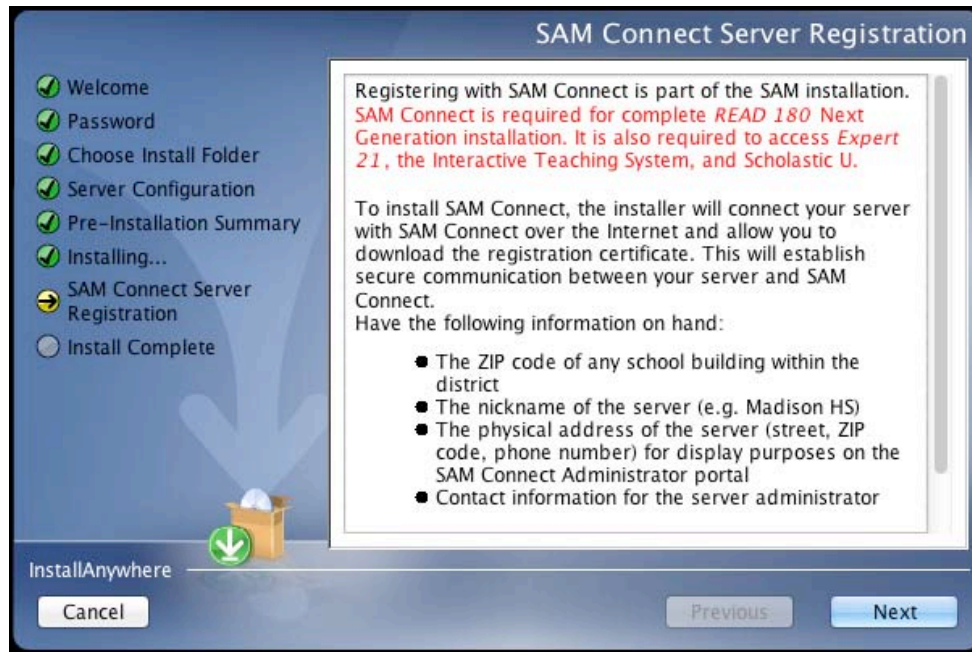 SAM Connect Server Registration
Welcome
Password
Choose Install Folder
Server Configuration
Pre-Installation Summary
Installing...
SAM Connect Server
Registration
Install Complete
Registering with SAM Connect is part of the SAM installation.
SAM Connect is required for complete READ 180 Next
Generation installation. It is also required to access Expert
21, the Interactive Teaching System, and Scholastic U.
To install SAM Connect, the installer will connect your server
with SAM Connect over the Internet and allow you to
download the registration certificate. This will establish
secure communication between your server and SAM
Connect.
Have the following information on hand:
The ZIP code of any school building within the
district
The nickname of the server (e.g. Madison HS)
The physical address of the server (street, ZIP
code, phone number) for display purposes on the
SAM Connect Administrator portal
Contact information for the server administrator
InstallAnywhere
Cancel
Previous
Next